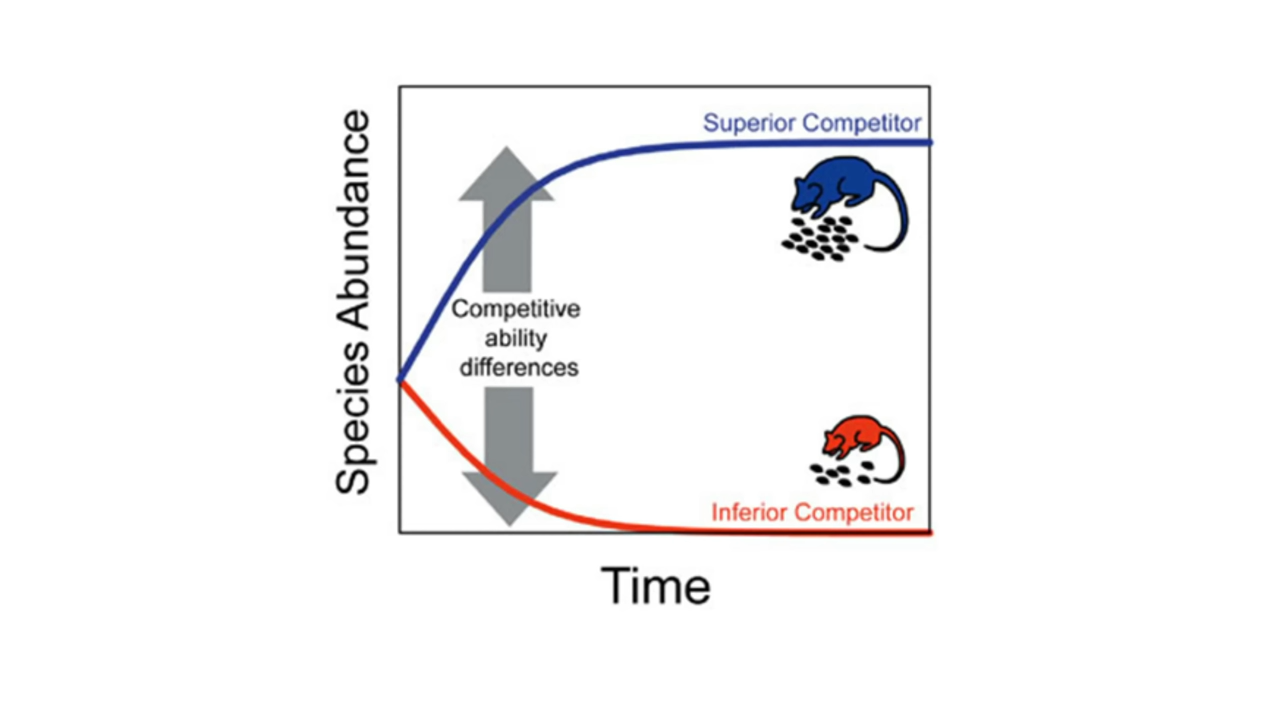 Species Abundance
Superior Competitor
Competitive
ability
differences
Inferior Competitor
Time